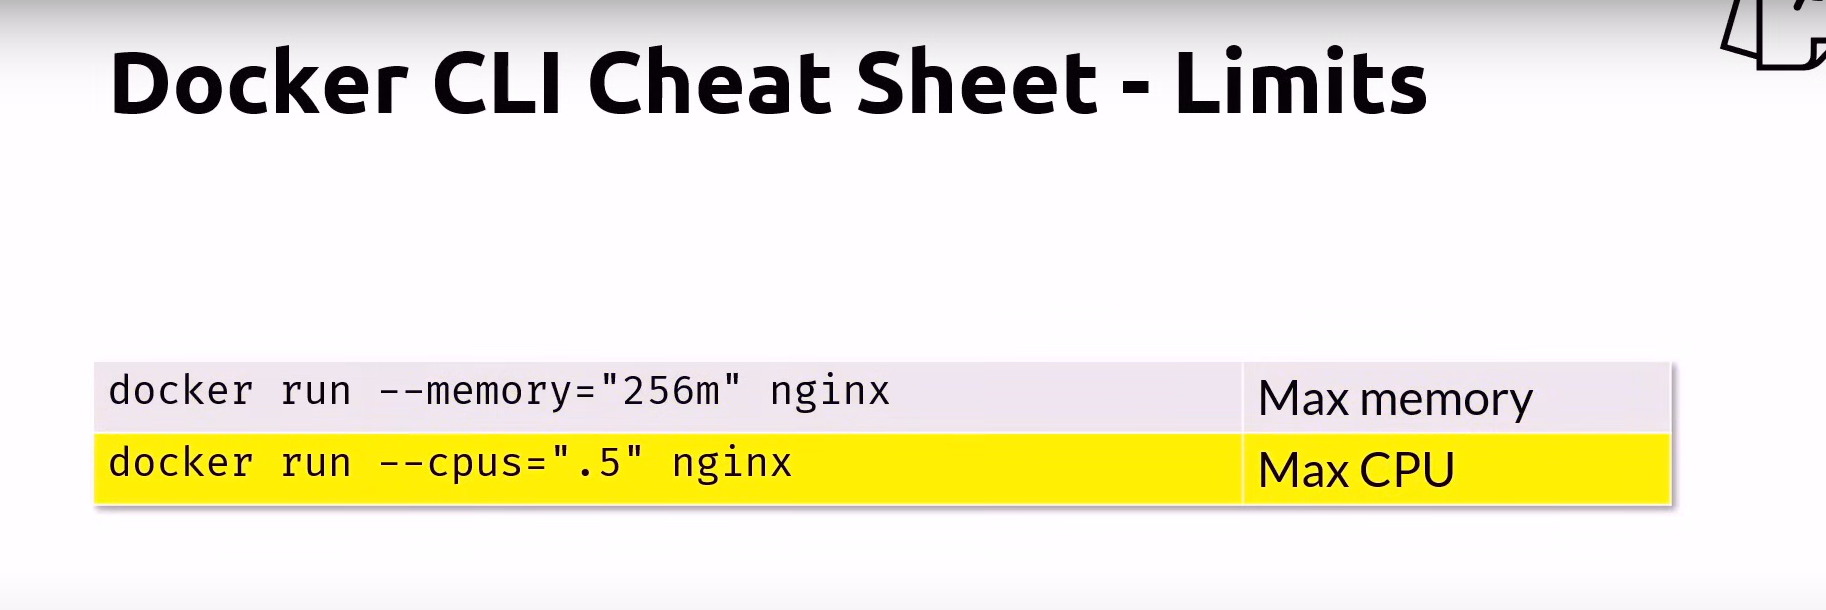 Docker CLI Cheat Sheet - Limits
docker run --memory="256m" nginx
Max memory
docker run --cpus=".5" nginx
Max CPU